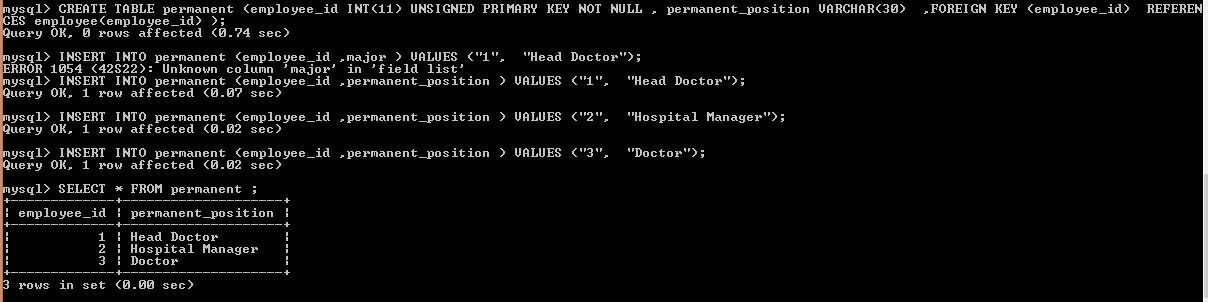 mysql> CREATE TABLE permanent (employee_id INT(11) UNSIGNED PRIMARY KEY NOT NULL , permanent_position VARCHAR(30)  ,FOREIGN KEY (employee_id)  REFEREN
CES employee(employee_id) );
Query OK, 0 rows affected (0.74 sec)

mysql> INSERT INTO permanent (employee_id ,major ) VALUES ("1",  "Head Doctor");
ERROR 1054 (42S22): Unknown column 'major' in 'field list'
mysql> INSERT INTO permanent (employee_id ,permanent_position ) VALUES ("1",  "Head Doctor");
Query OK, 1 row affected (0.07 sec)

mysql> INSERT INTO permanent (employee_id ,permanent_position ) VALUES ("2",  "Hospital Manager");
Query OK, 1 row affected (0.02 sec)

mysql> INSERT INTO permanent (employee_id ,permanent_position ) VALUES ("3",  "Doctor");
Query OK, 1 row affected (0.02 sec)

mysql> SELECT * FROM permanent ;
+-------------+--------------------+
| employee_id | permanent_position |
+-------------+--------------------+
|           1 | Head Doctor        |
|           2 | Hospital Manager   |
|           3 | Doctor             |
+-------------+--------------------+
3 rows in set (0.00 sec)